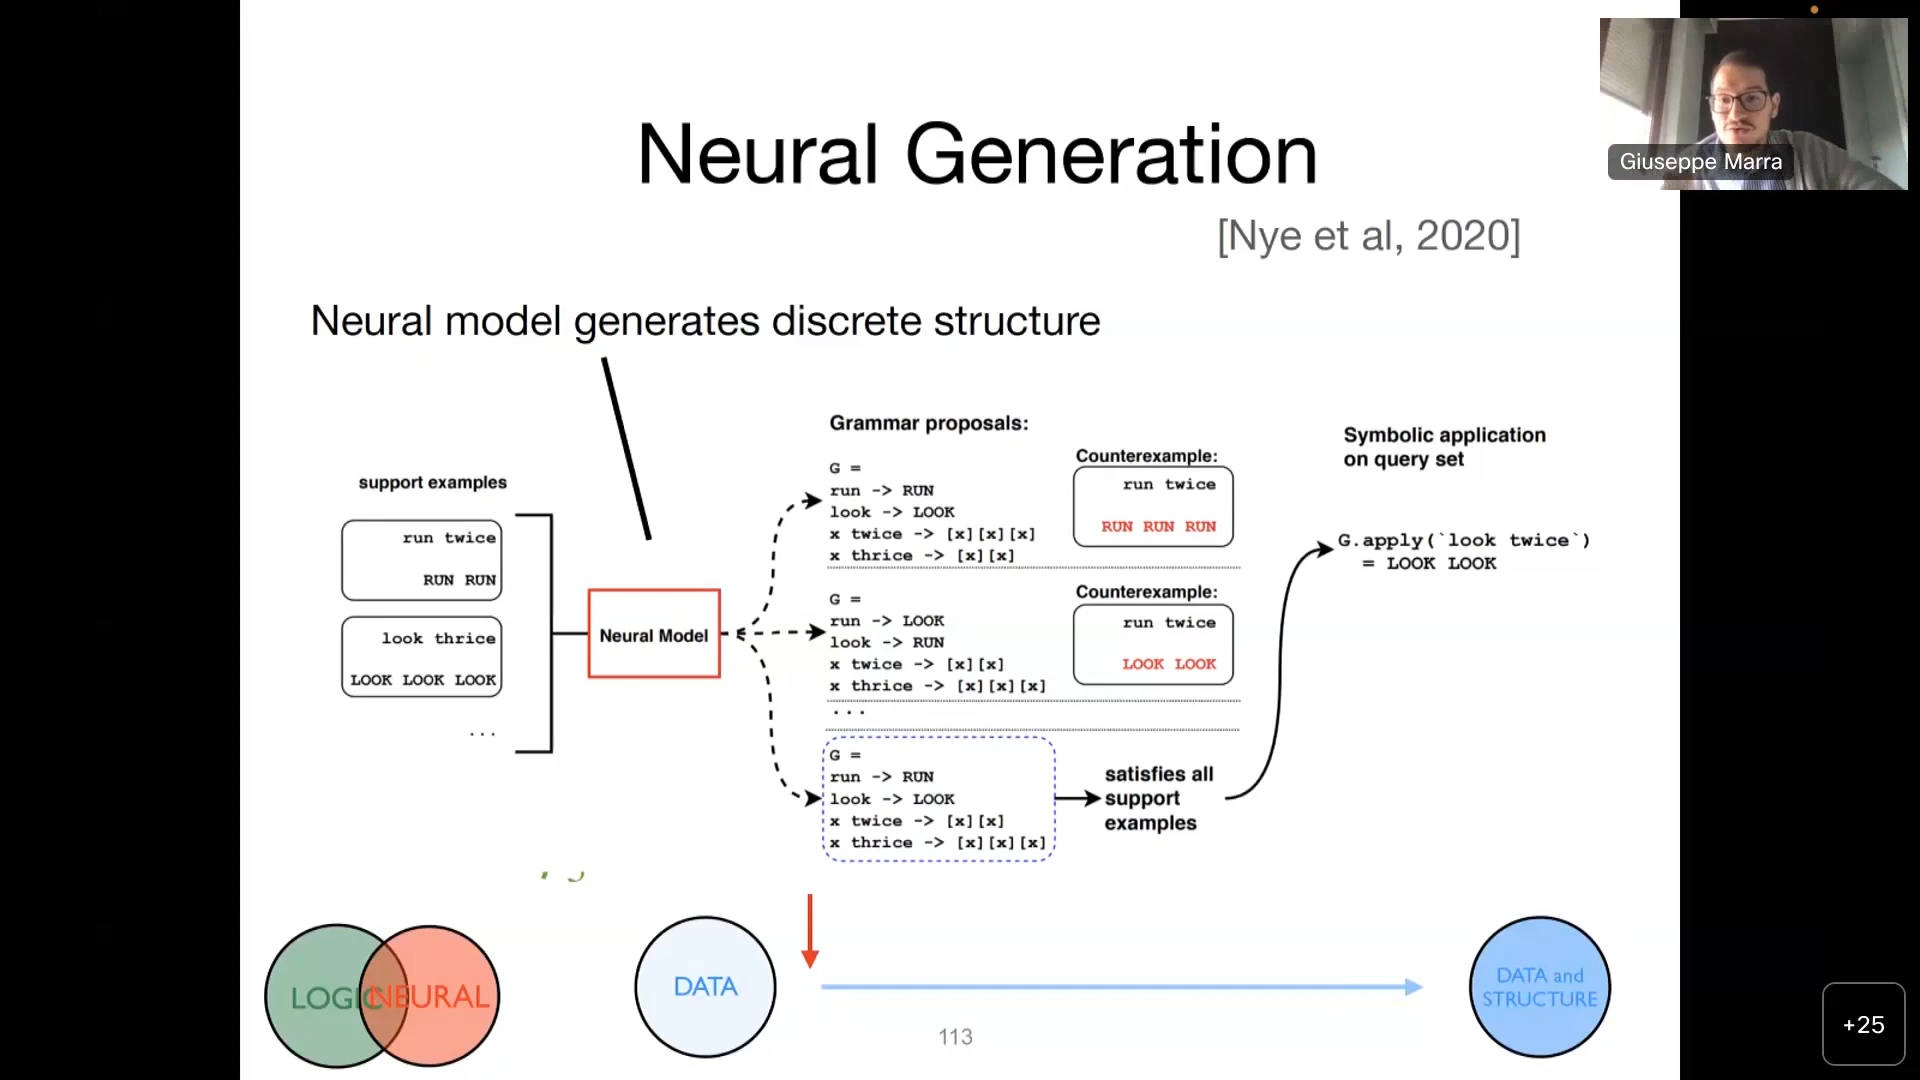 Neural Generation
[Nye et al, 2020]
Giuseppe Marra
Neural model generates discrete structure
support examples
run twice
RUN RUN
look thrice
LOOK LOOK LOOK
...
Neural Model
Grammar proposals:
G =
run -> RUN
look -> LOOK
x twice -> [x][x][x]
x thrice -> [x][x]
Counterexample:
run twice
RUN RUN RUN
G =
run -> LOOK
look -> RUN
x twice -> [x][x]
x thrice -> [x][x][x]
Counterexample:
run twice
LOOK LOOK
...
G =
run -> RUN
look -> LOOK
x twice -> [x][x]
x thrice -> [x][x][x]
satisfies all
support
examples
Symbolic application
on query set
G.apply(`look twice`)
= LOOK LOOK
LOGIC
NEURAL
DATA
DATA and
STRUCTURE
113
+25